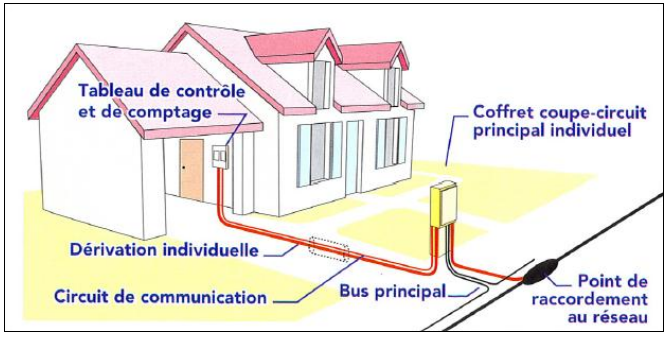 Tableau de contrôle
et de comptage
Coffret coupe-circuit
principal individuel
Dérivation individuelle
Circuit de communication
Bus principal
Point de
raccordement
au réseau